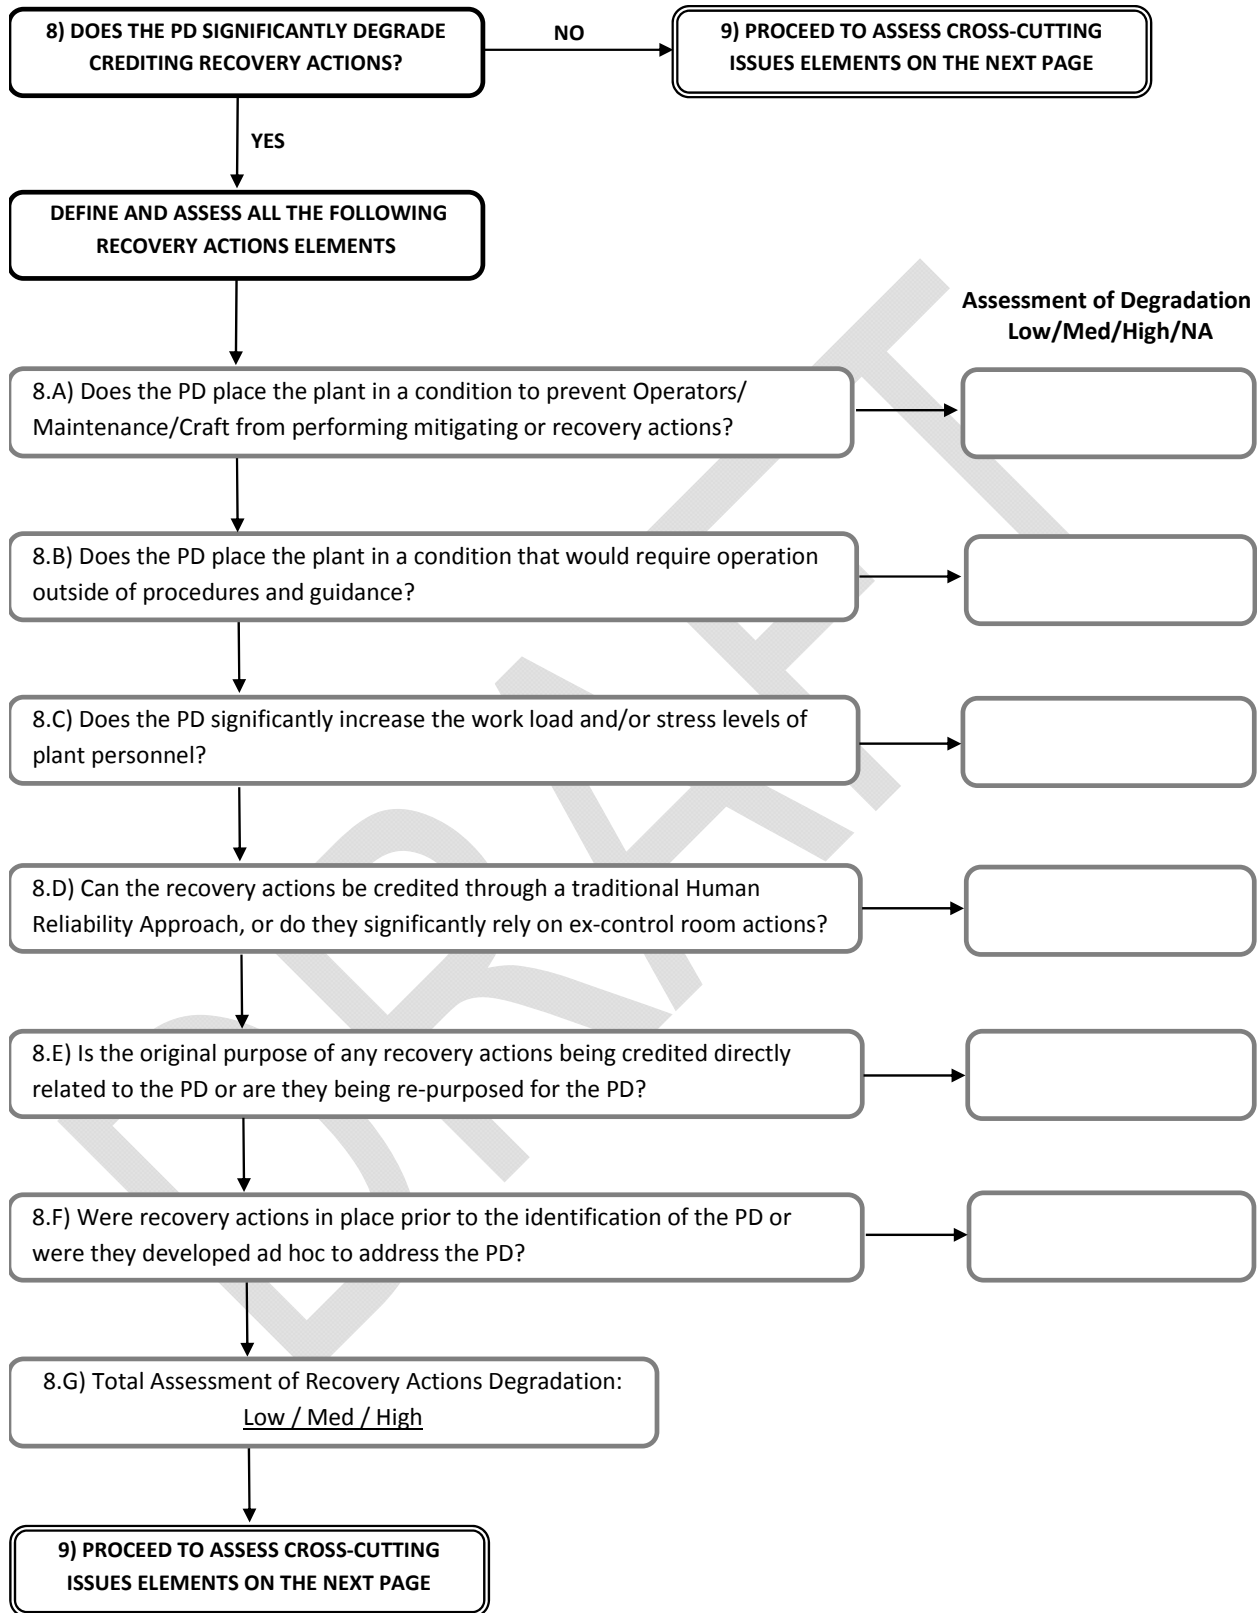 8) DOES THE PD SIGNIFICANTLY DEGRADE
CREDITING RECOVERY ACTIONS?
NO
9) PROCEED TO ASSESS CROSS-CUTTING
ISSUES ELEMENTS ON THE NEXT PAGE
YES
DEFINE AND ASSESS ALL THE FOLLOWING
RECOVERY ACTIONS ELEMENTS
Assessment of Degradation
Low/Med/High/NA
8.A) Does the PD place the plant in a condition to prevent Operators/
Maintenance/Craft from performing mitigating or recovery actions?
8.B) Does the PD place the plant in a condition that would require operation
outside of procedures and guidance?
8.C) Does the PD significantly increase the work load and/or stress levels of
plant personnel?
8.D) Can the recovery actions be credited through a traditional Human
Reliability Approach, or do they significantly rely on ex-control room actions?
8.E) Is the original purpose of any recovery actions being credited directly
related to the PD or are they being re-purposed for the PD?
8.F) Were recovery actions in place prior to the identification of the PD or
were they developed ad hoc to address the PD?
8.G) Total Assessment of Recovery Actions Degradation:
Low / Med / High
9) PROCEED TO ASSESS CROSS-CUTTING
ISSUES ELEMENTS ON THE NEXT PAGE
DRAFT